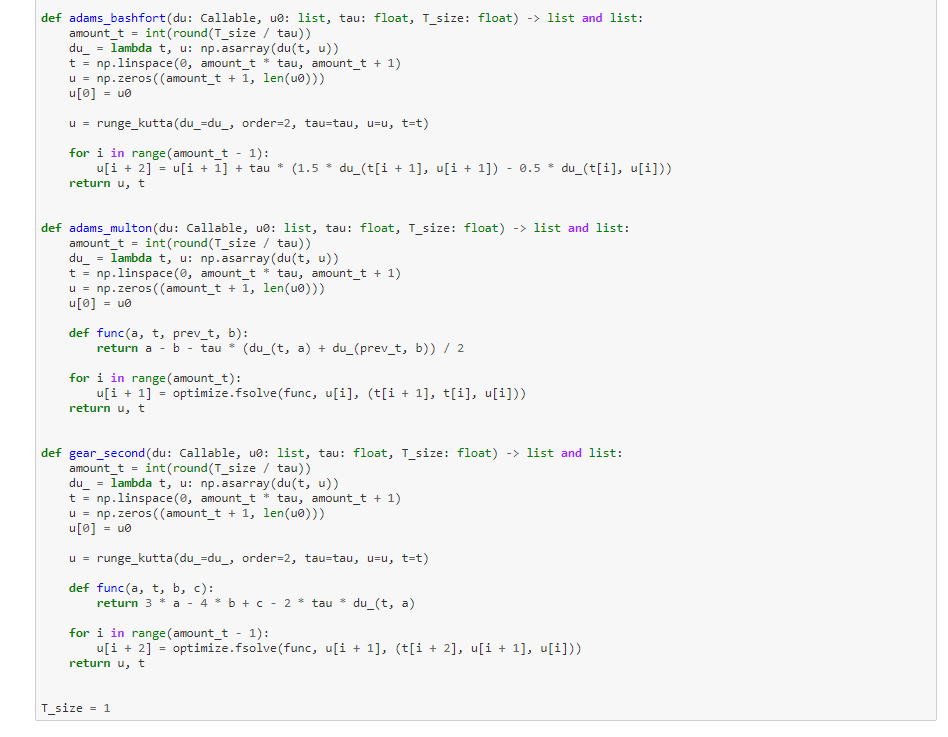 def adams_bashfort(du: Callable, u0: list, tau: float, T_size: float) -> list and list:
    amount_t = int(round(T_size / tau))
    du_ = lambda t, u: np.asarray(du(t, u))
    t = np.linspace(0, amount_t * tau, amount_t + 1)
    u = np.zeros((amount_t + 1, len(u0)))
    u[0] = u0

    u = runge_kutta(du_=du_, order=2, tau=tau, u=u, t=t)

    for i in range(amount_t - 1):
        u[i + 2] = u[i + 1] + tau * (1.5 * du_(t[i + 1], u[i + 1]) - 0.5 * du_(t[i], u[i]))
    return u, t


def adams_multon(du: Callable, u0: list, tau: float, T_size: float) -> list and list:
    amount_t = int(round(T_size / tau))
    du_ = lambda t, u: np.asarray(du(t, u))
    t = np.linspace(0, amount_t * tau, amount_t + 1)
    u = np.zeros((amount_t + 1, len(u0)))
    u[0] = u0

    def func(a, t, prev_t, b):
        return a - b - tau * (du_(t, a) + du_(prev_t, b)) / 2

    for i in range(amount_t):
        u[i + 1] = optimize.fsolve(func, u[i], (t[i + 1], t[i], u[i]))
    return u, t


def gear_second(du: Callable, u0: list, tau: float, T_size: float) -> list and list:
    amount_t = int(round(T_size / tau))
    du_ = lambda t, u: np.asarray(du(t, u))
    t = np.linspace(0, amount_t * tau, amount_t + 1)
    u = np.zeros((amount_t + 1, len(u0)))
    u[0] = u0

    u = runge_kutta(du_=du_, order=2, tau=tau, u=u, t=t)

    def func(a, t, b, c):
        return 3 * a - 4 * b + c - 2 * tau * du_(t, a)

    for i in range(amount_t - 1):
        u[i + 2] = optimize.fsolve(func, u[i + 1], (t[i + 2], u[i + 1], u[i]))
    return u, t


T_size = 1